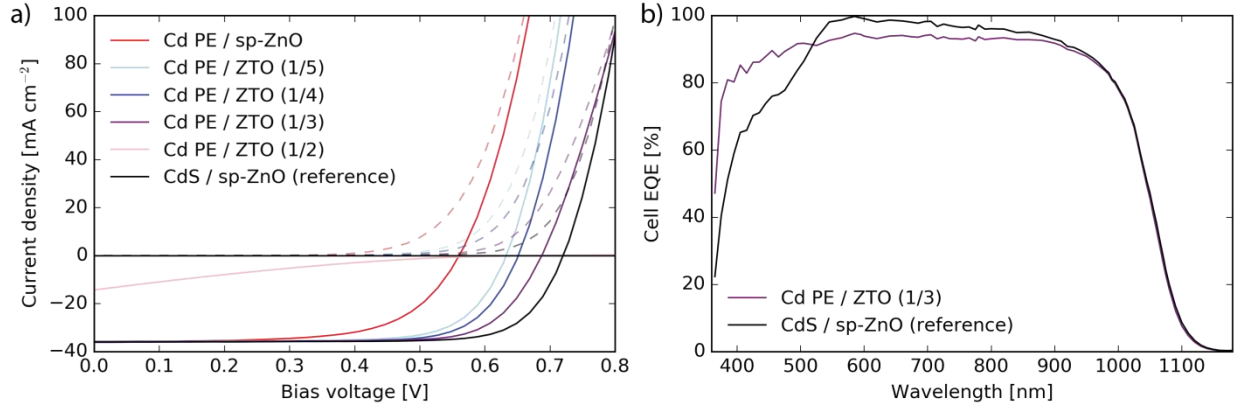 a)
Current density [mA cm⁻²]
100
80
60
40
20
0
−20
−40
Cd PE / sp-ZnO
Cd PE / ZTO (1/5)
Cd PE / ZTO (1/4)
Cd PE / ZTO (1/3)
Cd PE / ZTO (1/2)
CdS / sp-ZnO (reference)
0.0 0.1 0.2 0.3 0.4 0.5 0.6 0.7 0.8
Bias voltage [V]
b)
Cell EQE [%]
100
80
60
40
20
0
Cd PE / ZTO (1/3)
CdS / sp-ZnO (reference)
400 500 600 700 800 900 1000 1100
Wavelength [nm]